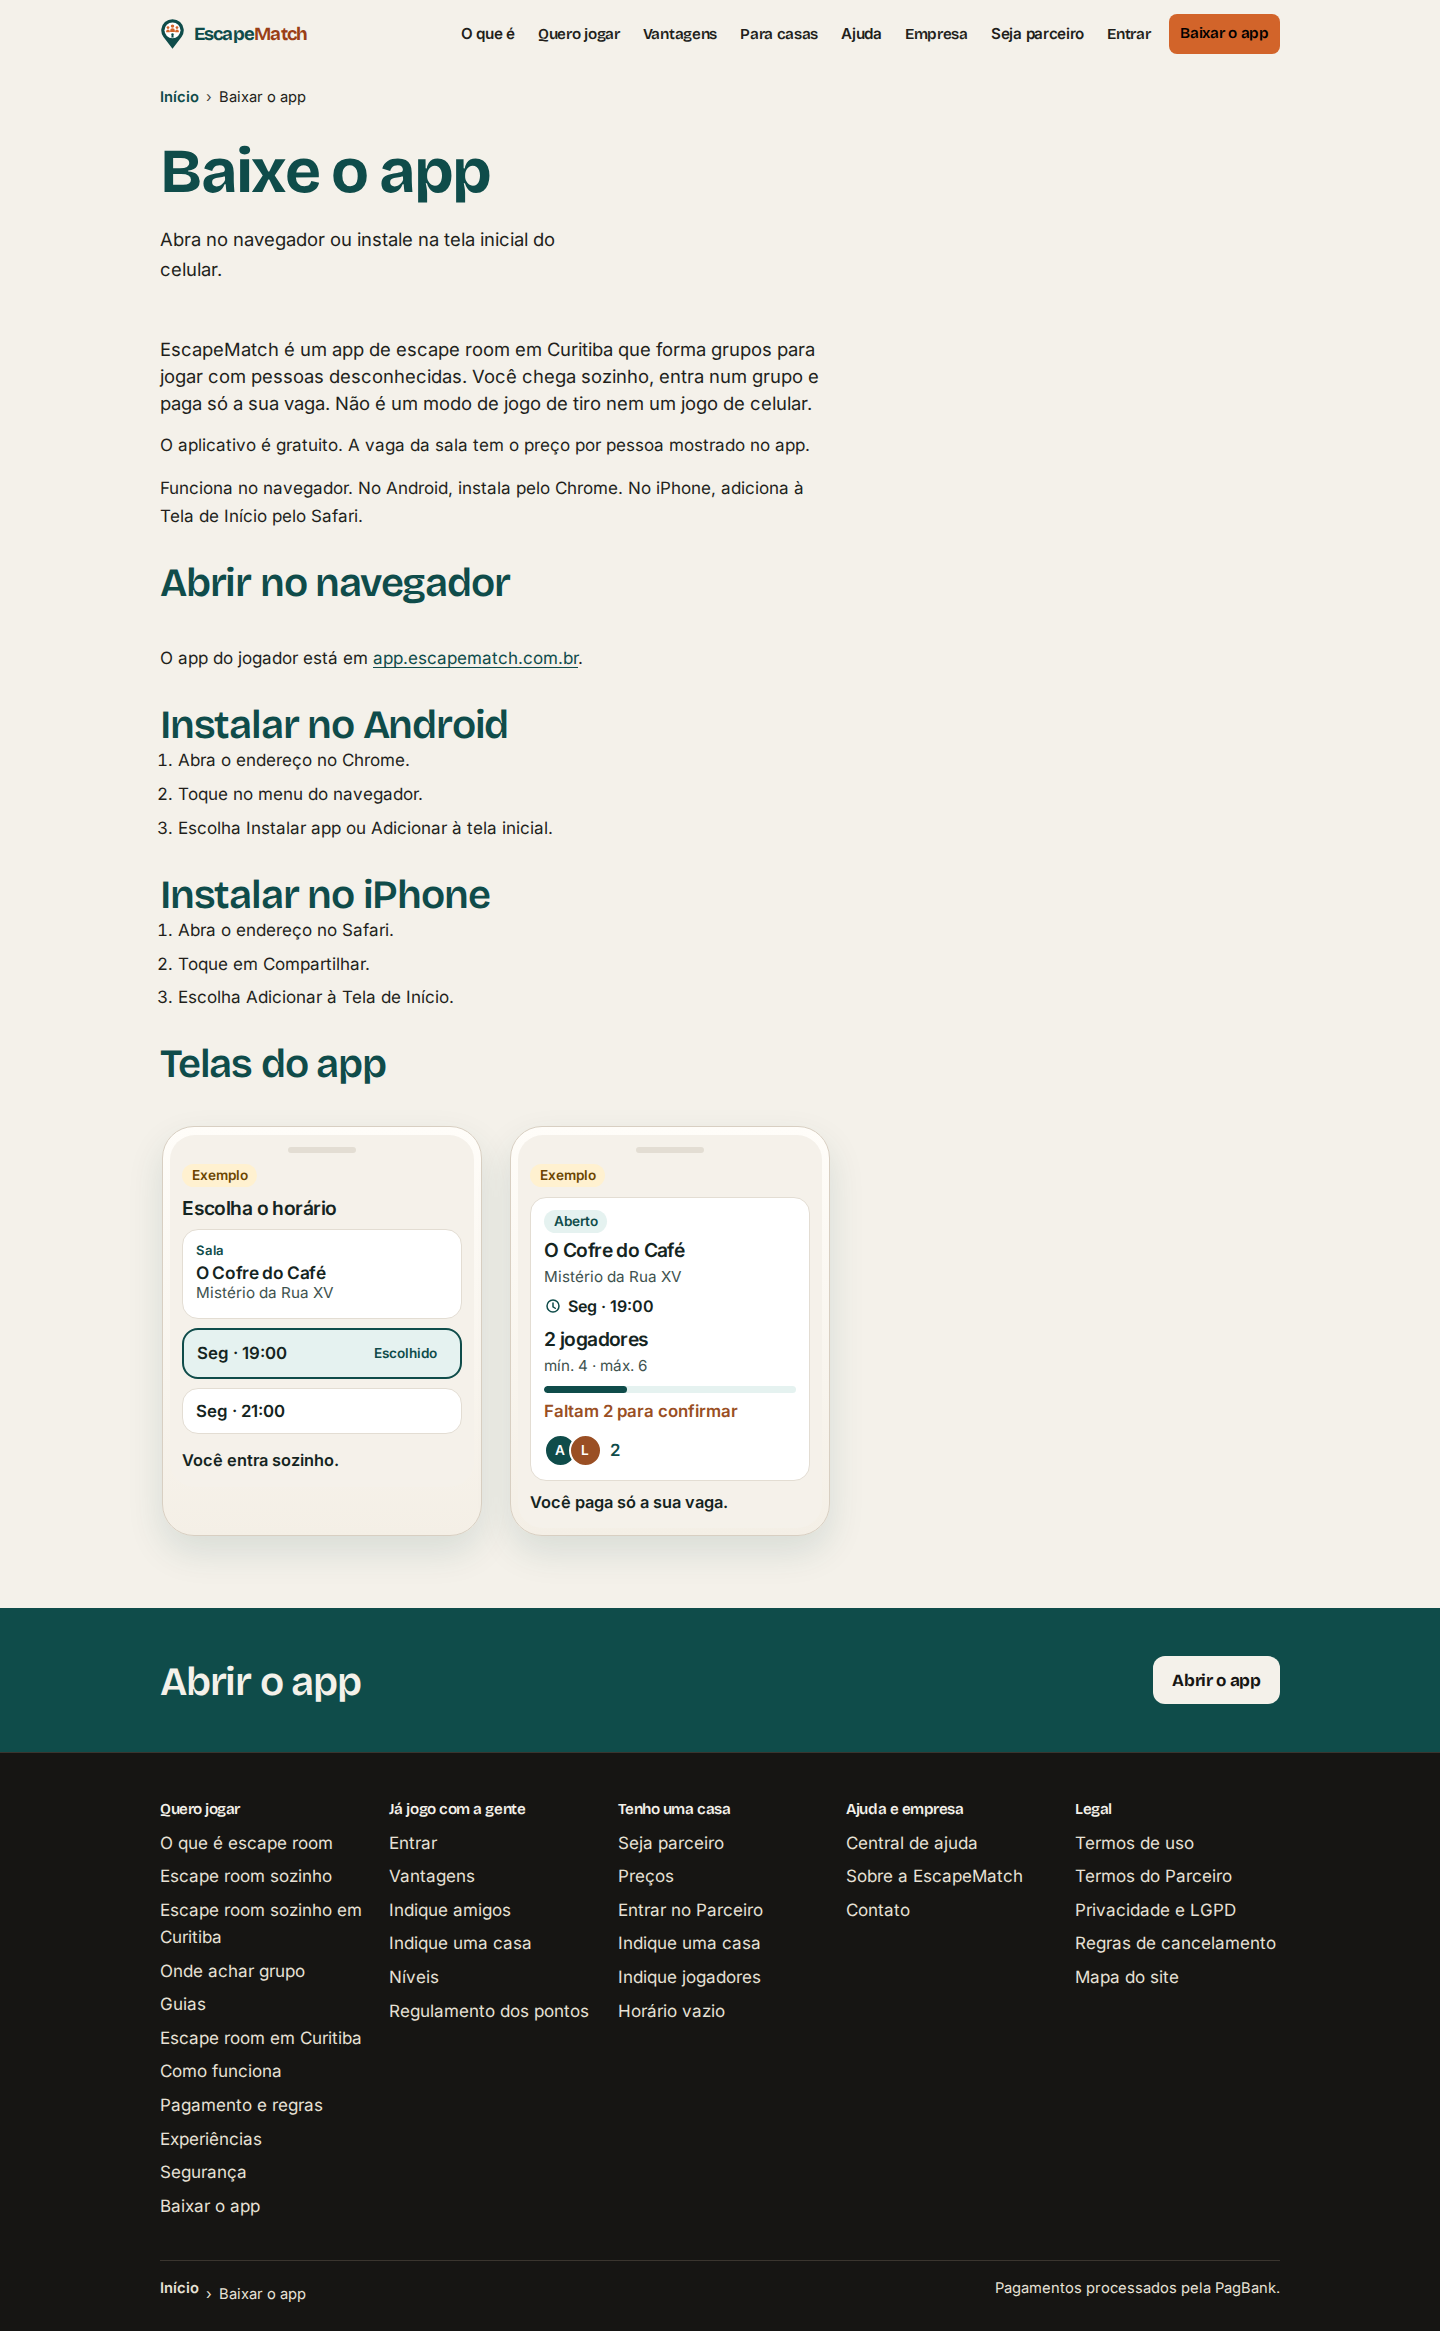 EscapeMatch
O que é
Quero jogar
Vantagens
Para casas
Ajuda
Empresa
Seja parceiro
Entrar
Baixar o app
Início › Baixar o app
Baixe o app
Abra no navegador ou instale na tela inicial do
celular.
EscapeMatch é um app de escape room em Curitiba que forma grupos para
jogar com pessoas desconhecidas. Você chega sozinho, entra num grupo e
paga só a sua vaga. Não é um modo de jogo de tiro nem um jogo de celular.
O aplicativo é gratuito. A vaga da sala tem o preço por pessoa mostrado no app.
Funciona no navegador. No Android, instala pelo Chrome. No iPhone, adiciona à
Tela de Início pelo Safari.
Abrir no navegador
O app do jogador está em app.escapematch.com.br.
Instalar no Android
1. Abra o endereço no Chrome.
2. Toque no menu do navegador.
3. Escolha Instalar app ou Adicionar à tela inicial.
Instalar no iPhone
1. Abra o endereço no Safari.
2. Toque em Compartilhar.
3. Escolha Adicionar à Tela de Início.
Telas do app
Exemplo
Escolha o horário
Sala
O Cofre do Café
Mistério da Rua XV
Seg · 19:00
Escolhido
Seg · 21:00
Você entra sozinho.
Exemplo
Aberto
O Cofre do Café
Mistério da Rua XV
Seg · 19:00
2 jogadores
mín. 4 · máx. 6
Faltam 2 para confirmar
A L 2
Você paga só a sua vaga.
Abrir o app
Abrir o app
Quero jogar
O que é escape room
Escape room sozinho
Escape room sozinho em
Curitiba
Onde achar grupo
Guias
Escape room em Curitiba
Como funciona
Pagamento e regras
Experiências
Segurança
Baixar o app
Já jogo com a gente
Entrar
Vantagens
Indique amigos
Indique uma casa
Níveis
Regulamento dos pontos
Tenho uma casa
Seja parceiro
Preços
Entrar no Parceiro
Indique uma casa
Indique jogadores
Horário vazio
Ajuda e empresa
Central de ajuda
Sobre a EscapeMatch
Contato
Legal
Termos de uso
Termos do Parceiro
Privacidade e LGPD
Regras de cancelamento
Mapa do site
Início › Baixar o app
Pagamentos processados pela PagBank.